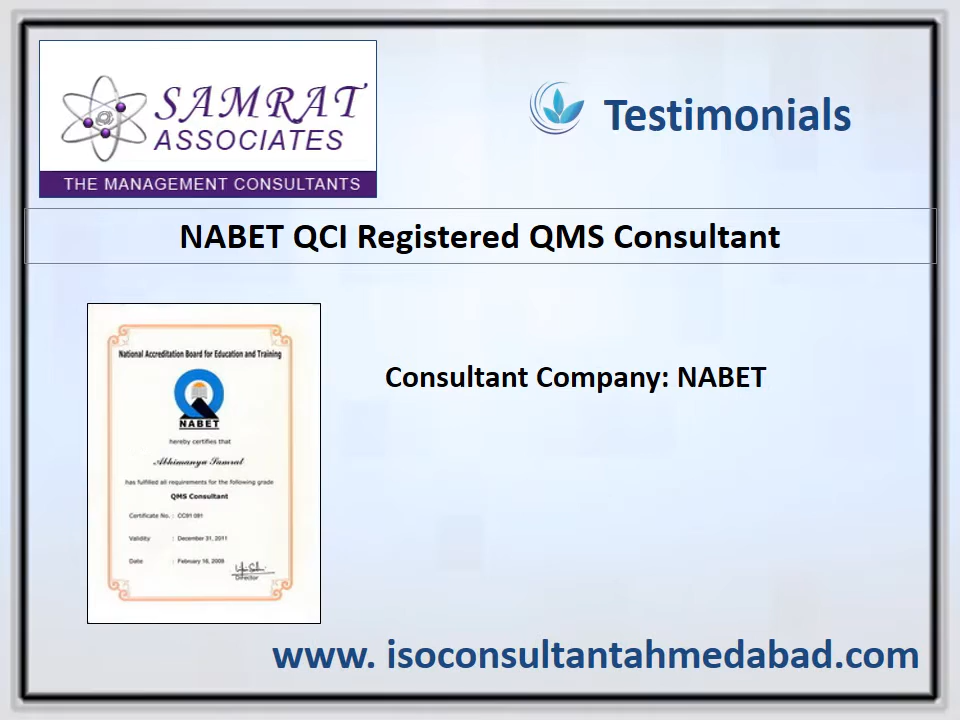 SAMRAT
ASSOCIATES
THE MANAGEMENT CONSULTANTS
Testimonials
NABET QCI Registered QMS Consultant
National Accreditation Board for Education and Training
NABET
hereby certifies that
Abhimanyu Samrat
has fulfilled all requirements for the following grade
QMS Consultant
Certificate No. : CC91 081
Validity : December 31, 2011
Date : February 16, 2009
Director
Consultant Company: NABET
www. isoconsultantahmedabad.com